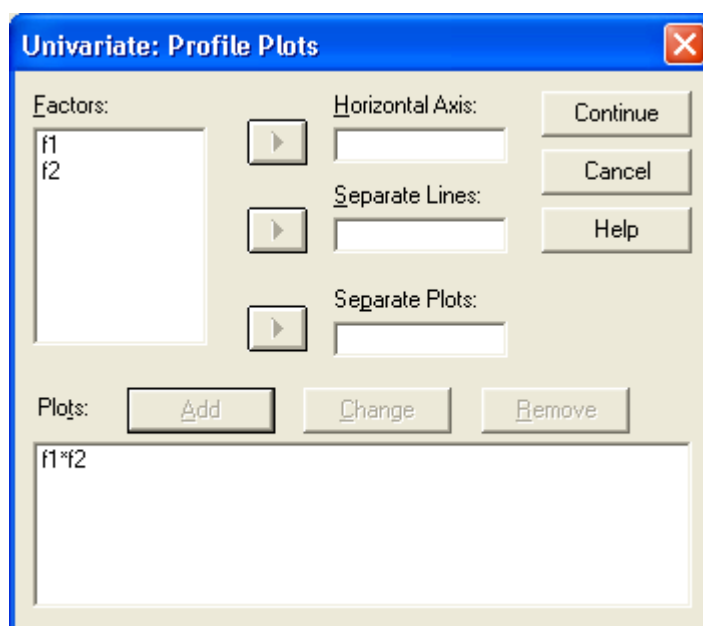 Univariate: Profile Plots
Factors:
f1
f2
Horizontal Axis:
Separate Lines:
Separate Plots:
Continue
Cancel
Help
Plots:
Add
Change
Remove
f1*f2